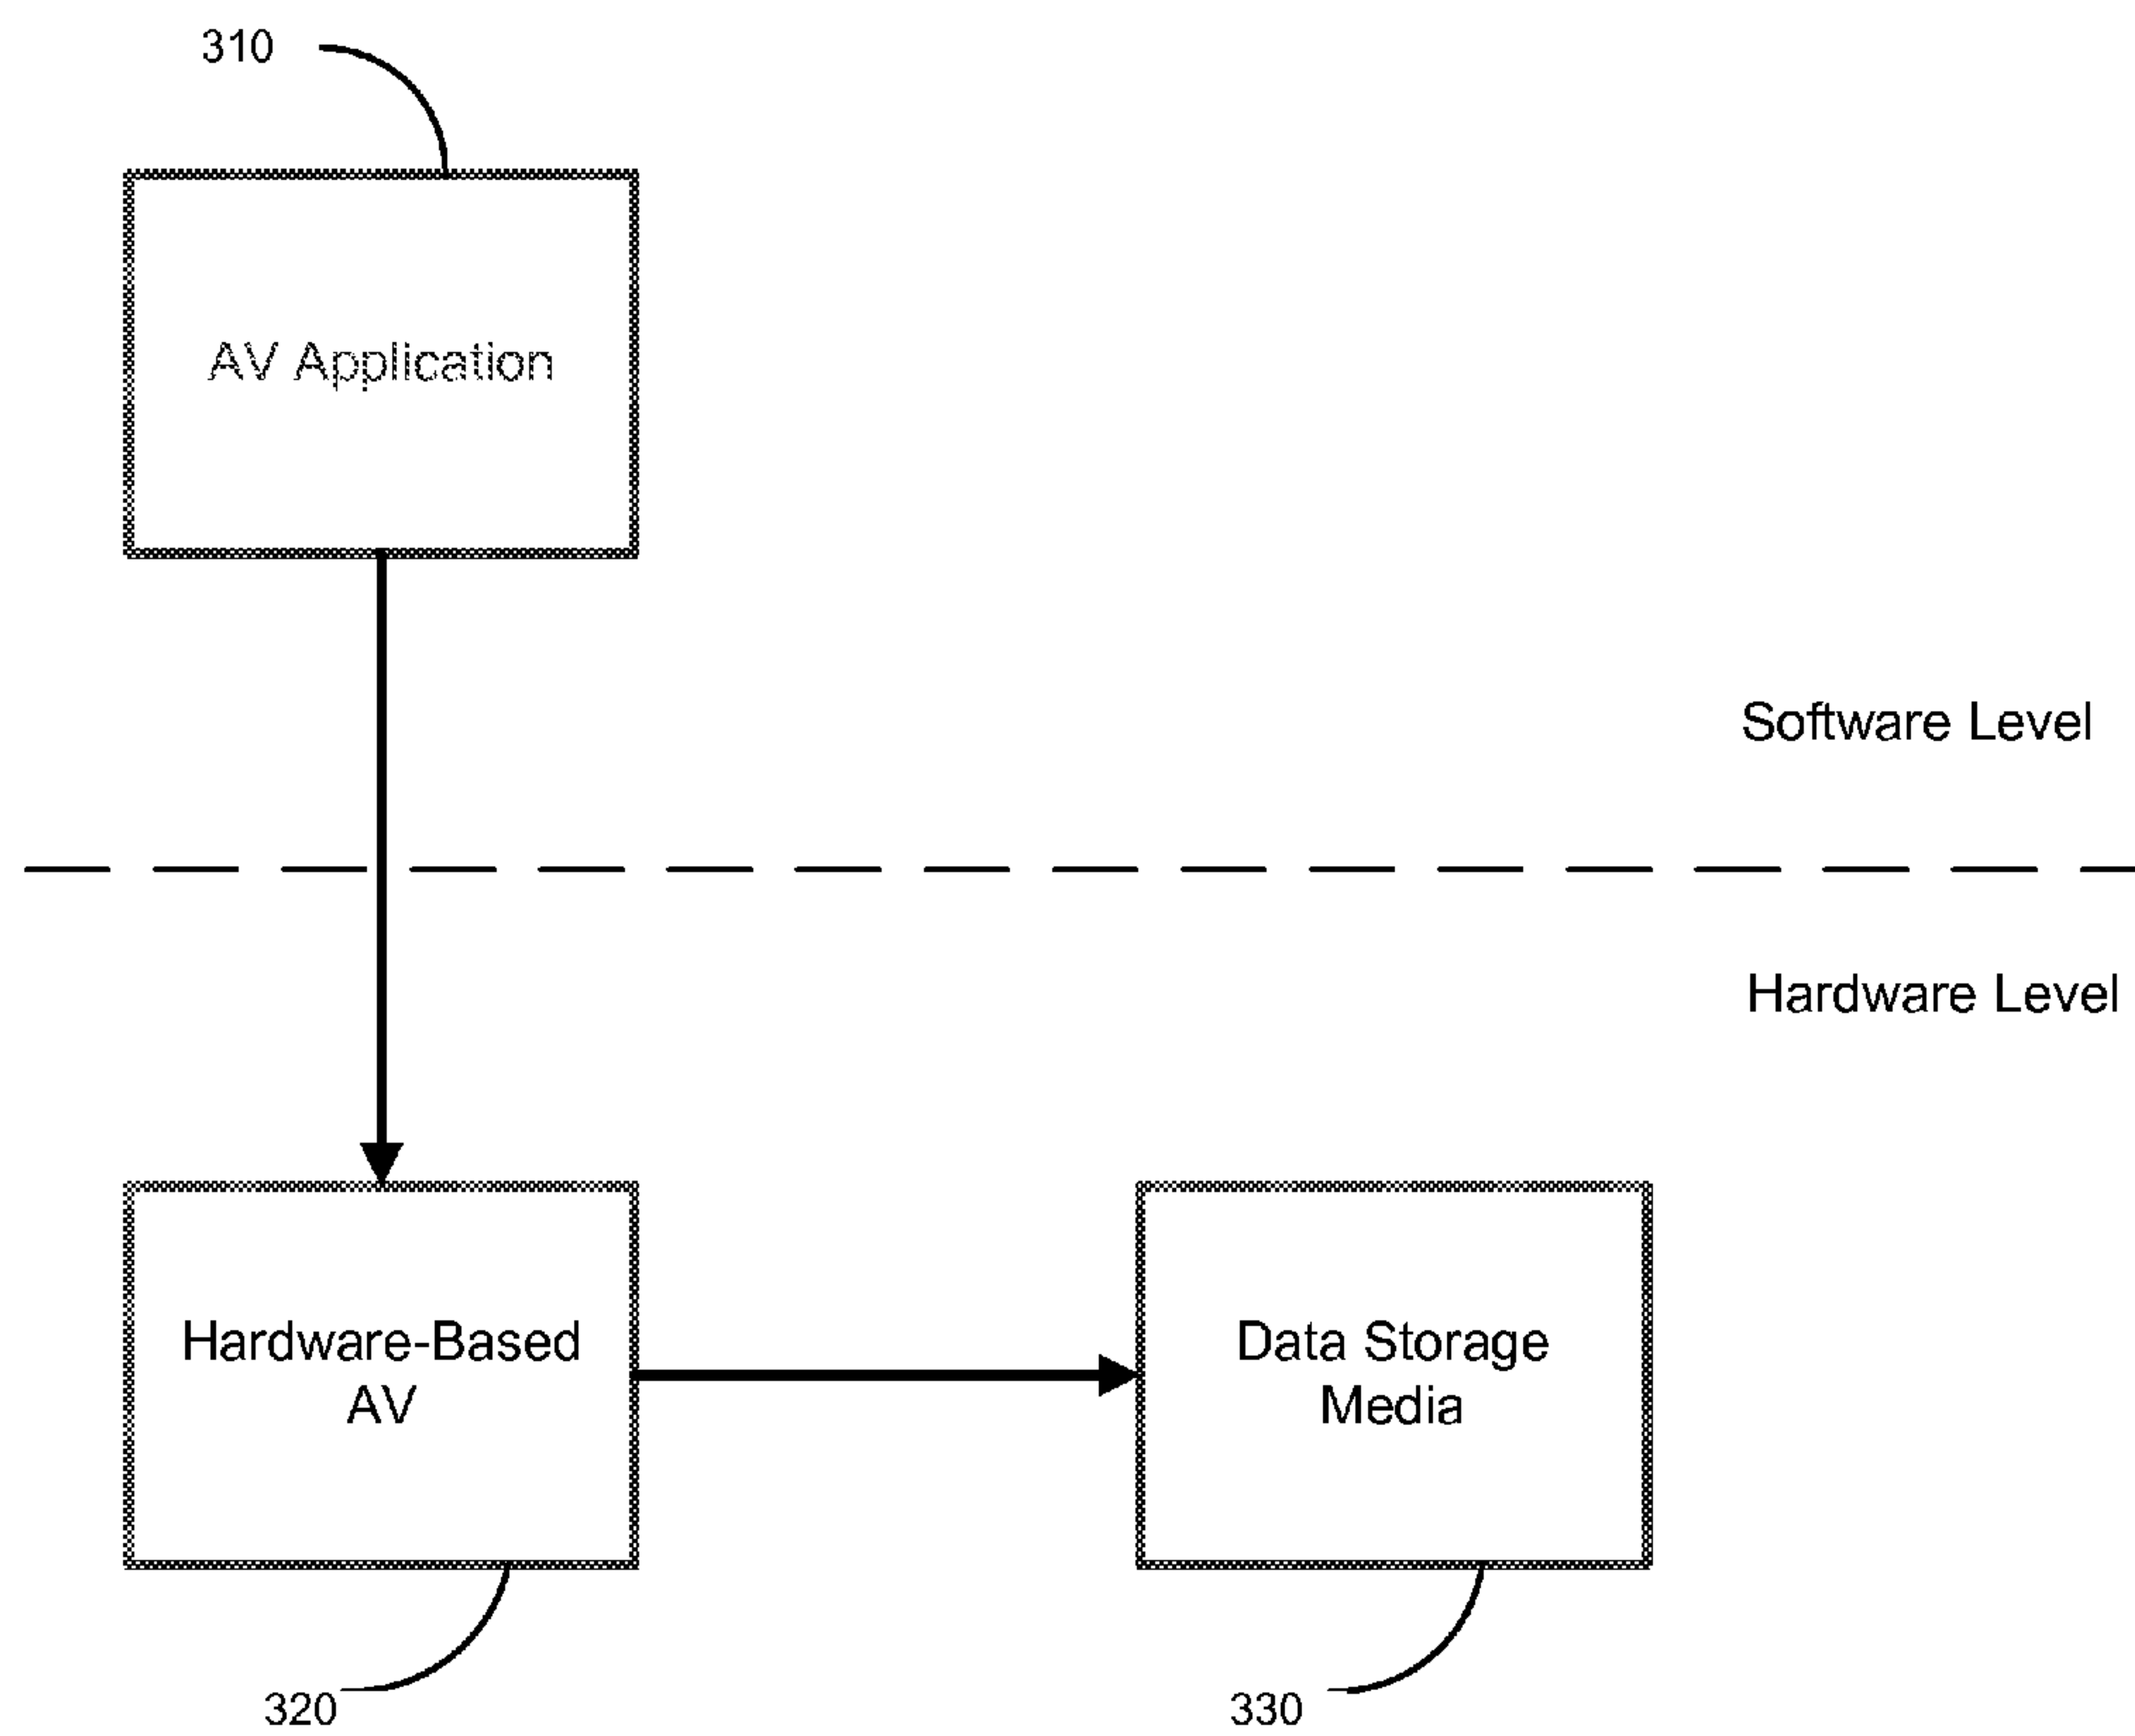 310
AV Application
Software Level
Hardware Level
Hardware-Based
AV
Data Storage
Media
320
330